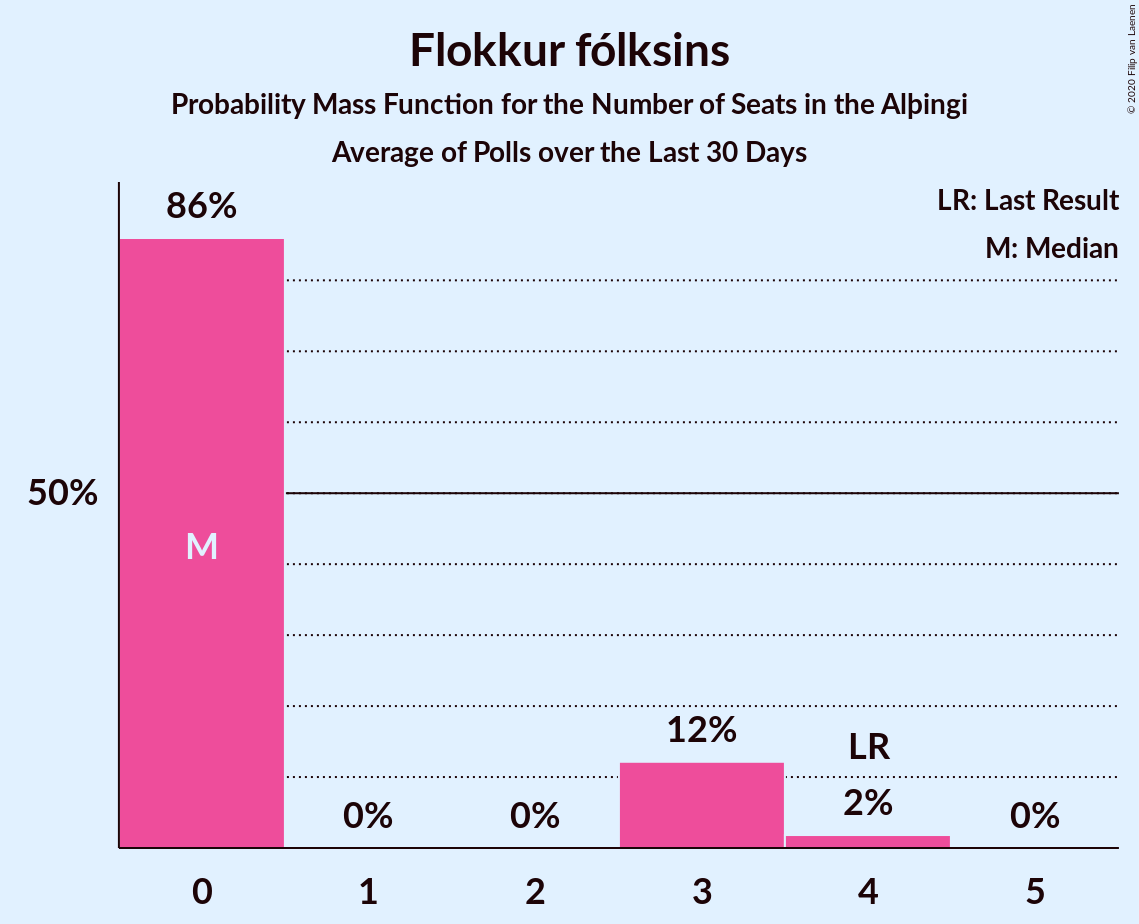 Flokkur fólksins
Probability Mass Function for the Number of Seats in the Alþingi
Average of Polls over the Last 30 Days
© 2020 Filip van Laenen
LR: Last Result
M: Median
86%
50%
M
12%
LR
0%
0%
2%
0%
0
1
2
3
4
5